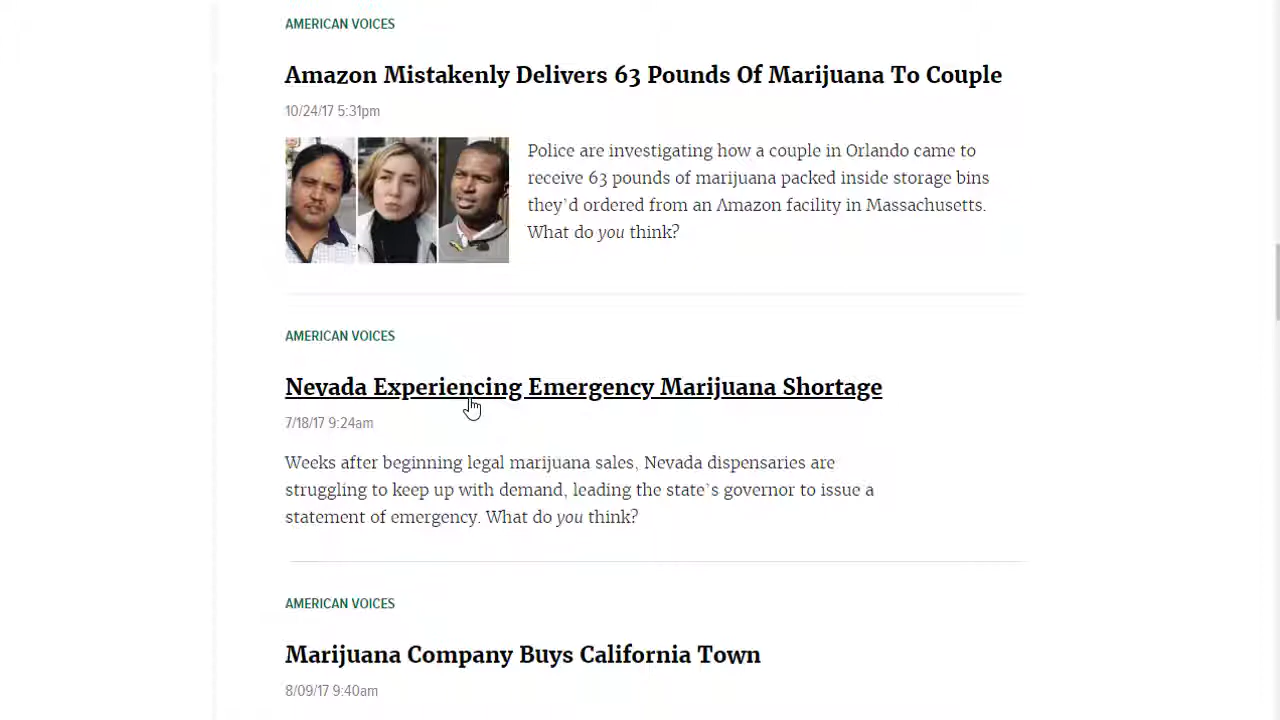 AMERICAN VOICES
Amazon Mistakenly Delivers 63 Pounds Of Marijuana To Couple
10/24/17 5:31pm
Police are investigating how a couple in Orlando came to
receive 63 pounds of marijuana packed inside storage bins
they'd ordered from an Amazon facility in Massachusetts.
What do you think?
AMERICAN VOICES
Nevada Experiencing Emergency Marijuana Shortage
7/18/17 9:24am
Weeks after beginning legal marijuana sales, Nevada dispensaries are
struggling to keep up with demand, leading the state's governor to issue a
statement of emergency. What do you think?
AMERICAN VOICES
Marijuana Company Buys California Town
8/09/17 9:40am